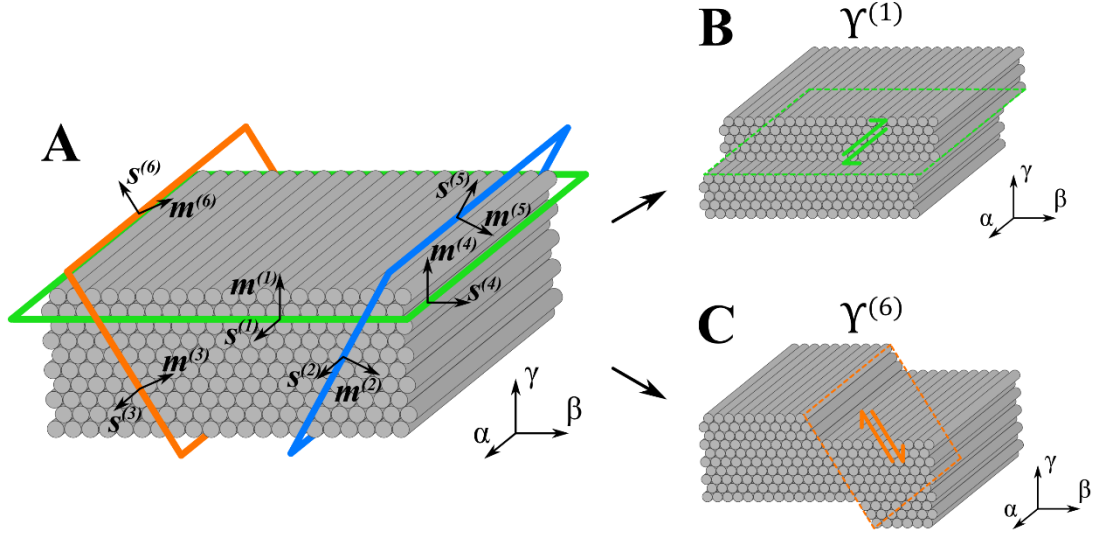 A
s(6)
m(6)
s(5)
m(5)
m(4)
s(4)
m(1)
s(1)
m(3)
s(3)
s(2)
m(2)
γ
β
α
B
ϒ(1)
γ
β
α
C
ϒ(6)
γ
β
α